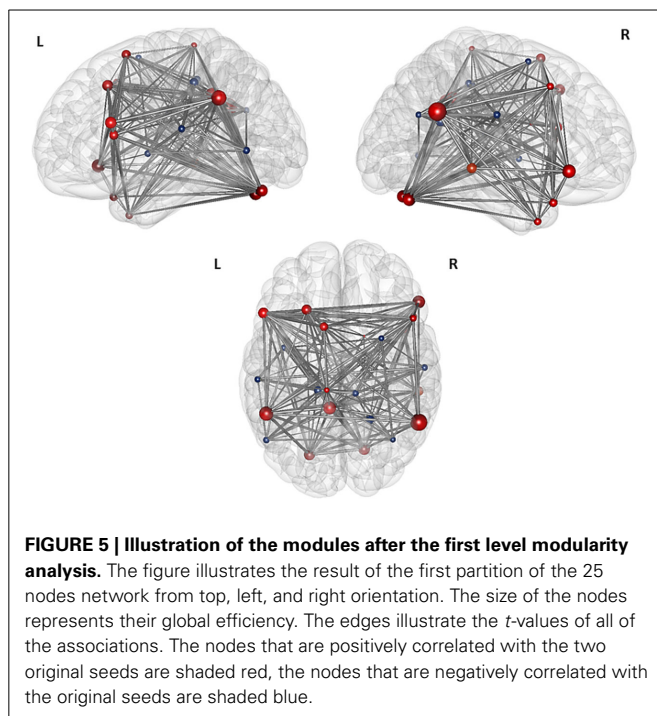 L
R
L
R
FIGURE 5 | Illustration of the modules after the first level modularity
analysis. The figure illustrates the result of the first partition of the 25
nodes network from top, left, and right orientation. The size of the nodes
represents their global efficiency. The edges illustrate the t-values of all of
the associations. The nodes that are positively correlated with the two
original seeds are shaded red, the nodes that are negatively correlated with
the original seeds are shaded blue.